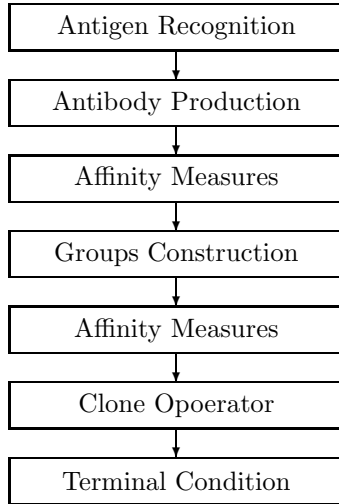 Antigen Recognition
Antibody Production
Affinity Measures
Groups Construction
Affinity Measures
Clone Opoerator
Terminal Condition